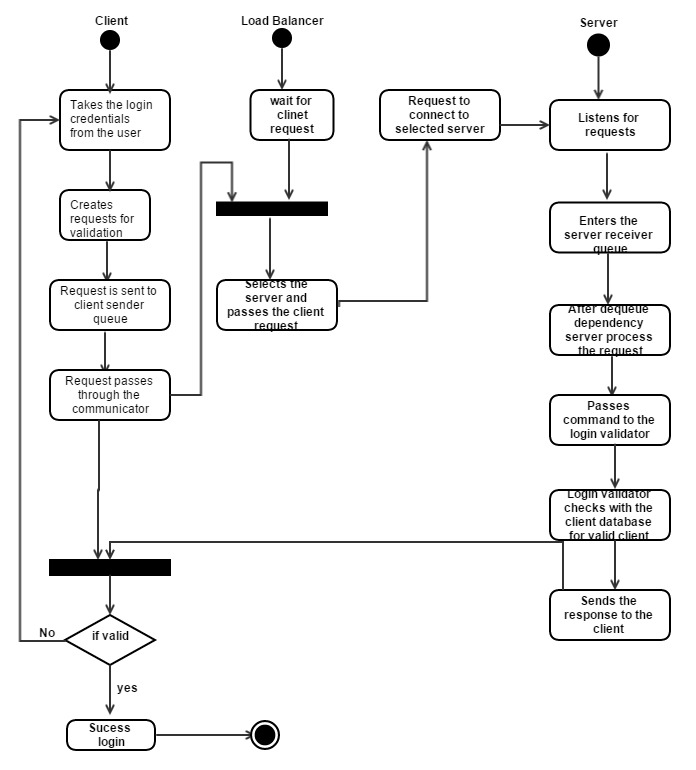 Client
Load Balancer
Server
Takes the login
credentials
from the user
wait for
clinet
request
Request to
connect to
selected server
Listens for
requests
Creates
requests for
validation
Enters the
server receiver
queue
Request is sent to
client sender
queue
Selects the
server and
passes the client
request
After dequeue
dependency
server process
the request
Request passes
through the
communicator
Passes
command to the
login validator
Login validator
checks with the
client database
for valid client
Sends the
response to the
client
No
if valid
yes
Sucess
login